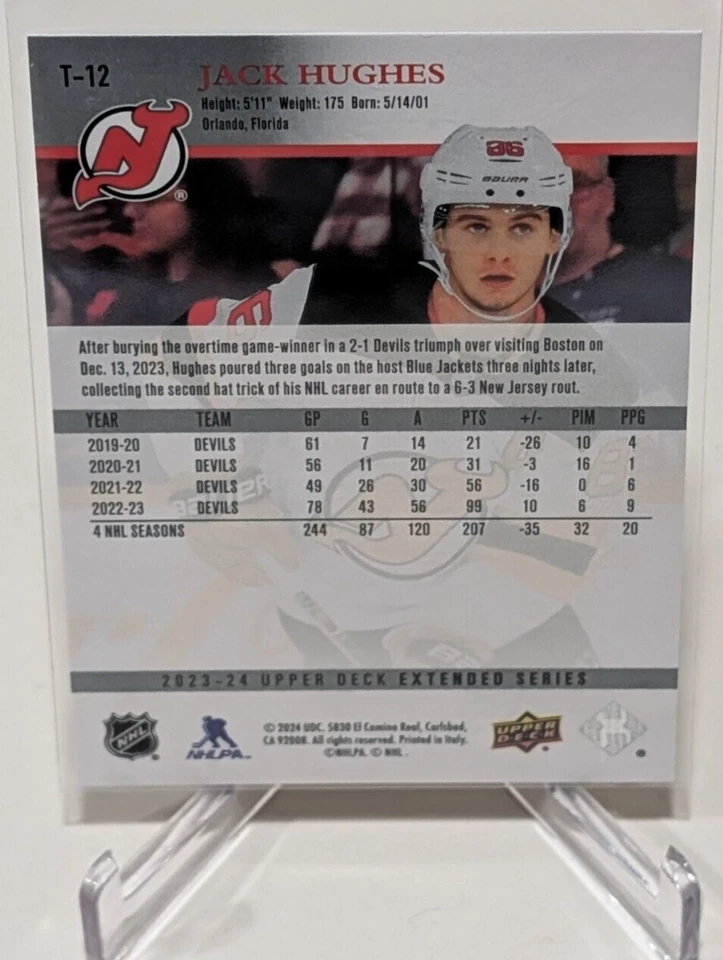 T-12
JACK HUGHES
Height: 5'11" Weight: 175 Born: 5/14/01
Orlando, Florida
®
86
BAUER
After burying the overtime game-winner in a 2-1 Devils triumph over visiting Boston on
Dec. 13, 2023, Hughes poured three goals on the host Blue Jackets three nights later,
collecting the second hat trick of his NHL career en route to a 6-3 New Jersey rout.
YEAR TEAM GP G A PTS +/- PIM PPG
2019-20 DEVILS 61 7 14 21 -26 10 4
2020-21 DEVILS 56 11 20 31 -3 16 1
2021-22 DEVILS 49 26 30 56 -16 0 6
2022-23 DEVILS 78 43 56 99 10 6 9
4 NHL SEASONS 244 87 120 207 -35 32 20
2023-24 UPPER DECK EXTENDED SERIES
NHL
NHLPA
© 2024 UDC. 5830 El Camino Real, Carlsbad,
CA 92008. All rights reserved. Printed in Italy.
©NHLPA. © NHL.
UPPER
DECK